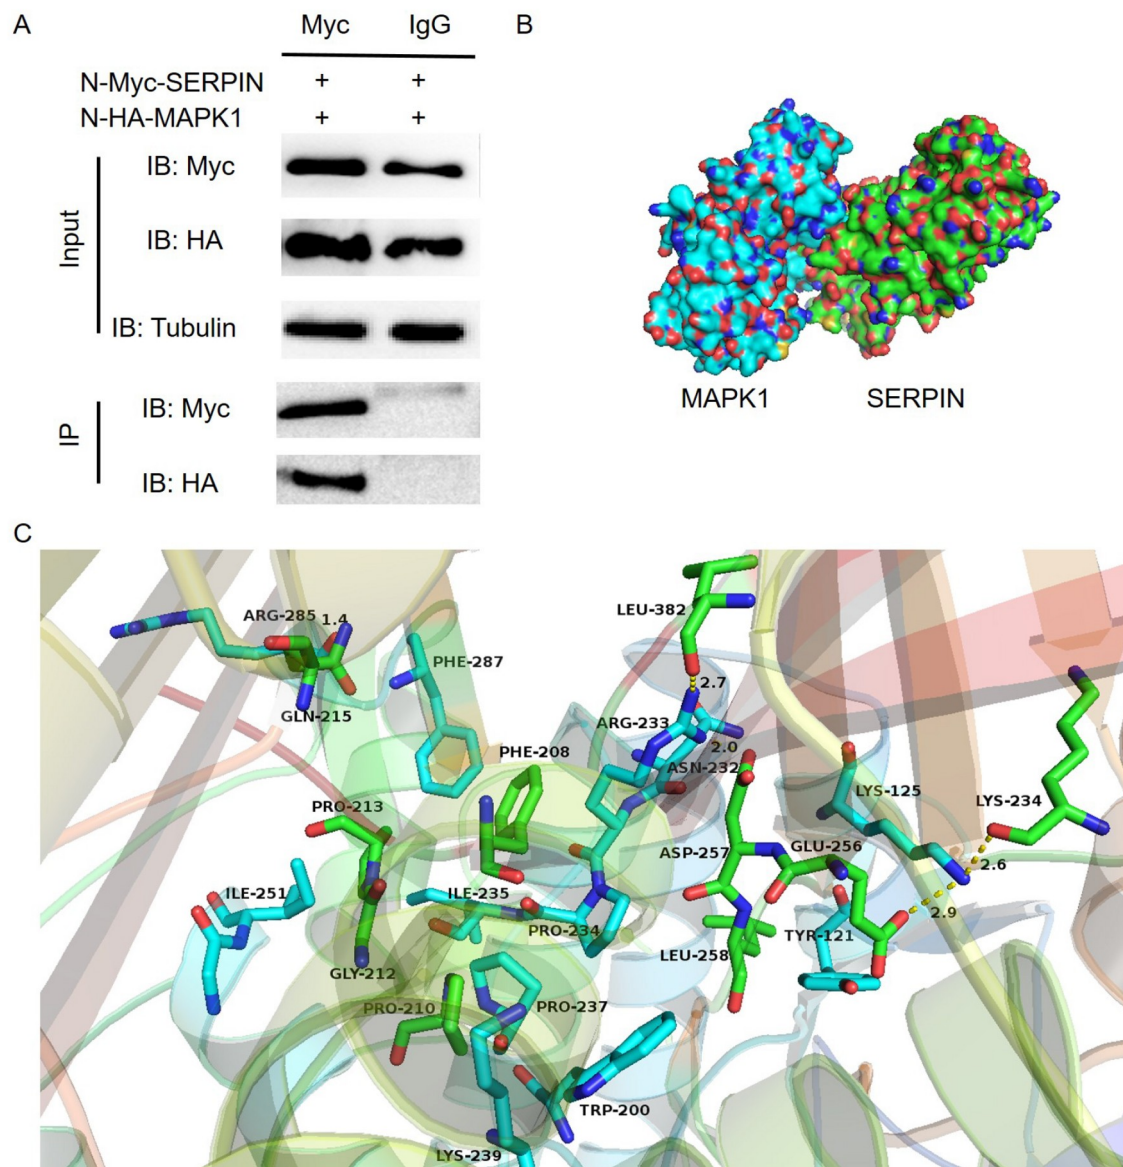 A
Myc IgG
N-Myc-SERPIN + +
N-HA-MAPK1 + +
Input
IB: Myc
IB: HA
IB: Tubulin
IP
IB: Myc
IB: HA
B
MAPK1 SERPIN
C
LEU-382
ARG-285 1.4
PHE-287
2.7
GLN-215
ARG-233
2.0
PHE-208
ASN-232
LYS-125
LYS-234
PRO-213
ASP-257
GLU-256
2.6
ILE-251
ILE-235
2.9
PRO-234
TYR-121
LEU-258
GLY-212
PRO-210
PRO-237
TRP-200
LYS-239